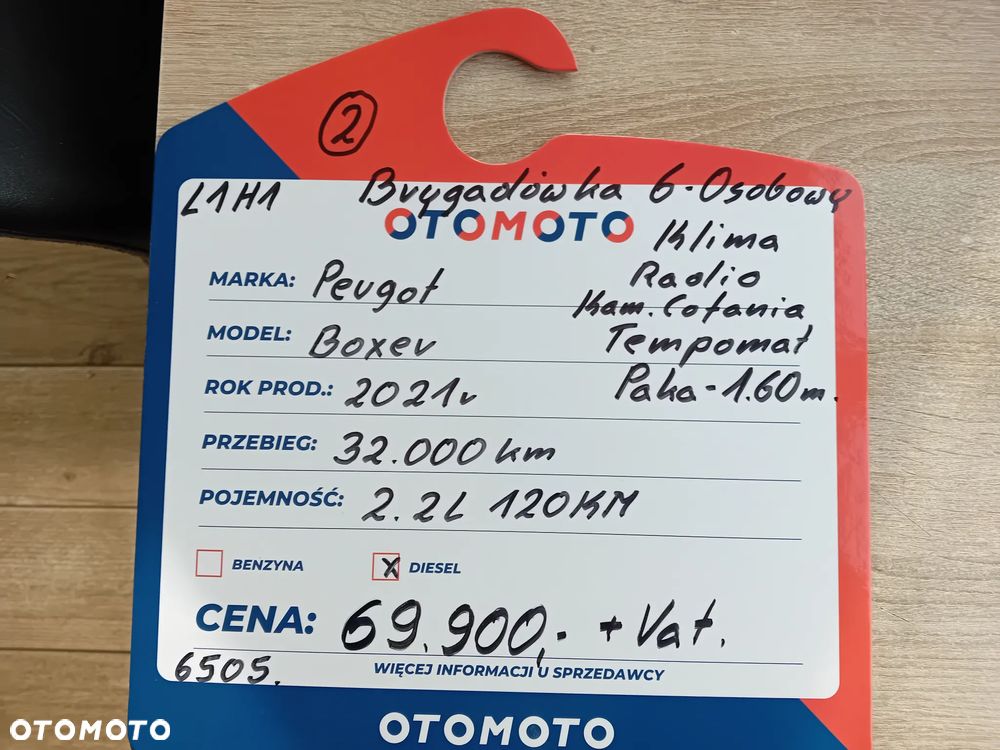 2
L1H1 Brygadówka 6-Osobowy
OTOMOTO
Klima
MARKA: Peugot
Radio
Kam. Cofania
MODEL: Boxer
Tempomat
ROK PROD.: 2021r
Paka-1.60m.
PRZEBIEG: 32.000 km
POJEMNOŚĆ: 2.2L 120KM
BENZYNA X DIESEL
CENA: 69.900,- + Vat.
6505.
WIĘCEJ INFORMACJI U SPRZEDAWCY
OTOMOTO
OTOMOTO
OTOMOTO